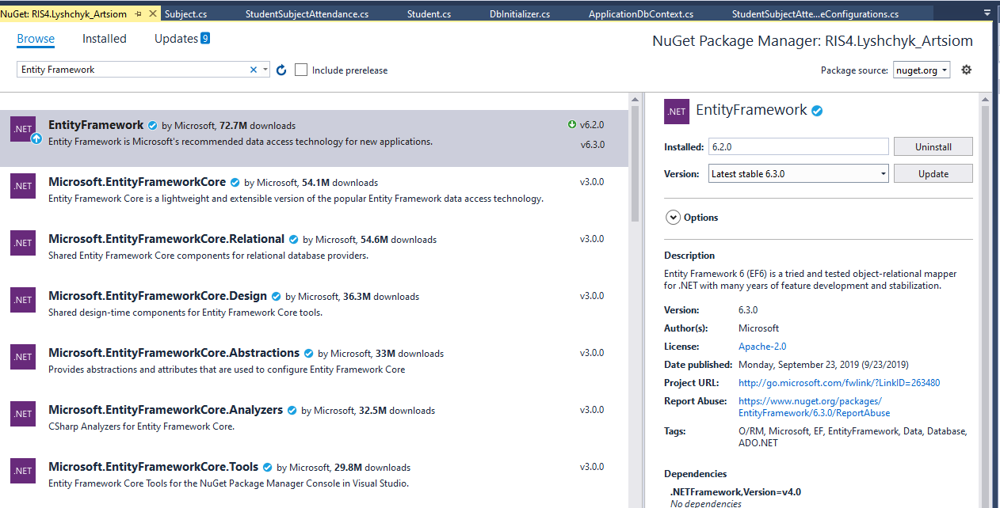 NuGet: RIS4.Lyshchyk_Artsiom Subject.cs StudentSubjectAttendance.cs Student.cs DbInitializer.cs ApplicationDbContext.cs StudentSubjectAtte...eConfigurations.cs
Browse Installed Updates 9
NuGet Package Manager: RIS4.Lyshchyk_Artsiom
Entity Framework
Include prerelease
Package source: nuget.org
.NET
EntityFramework by Microsoft, 72.7M downloads v6.2.0
Entity Framework is Microsoft's recommended data access technology for new applications. v6.3.0
.NET
Microsoft.EntityFrameworkCore by Microsoft, 54.1M downloads v3.0.0
Entity Framework Core is a lightweight and extensible version of the popular Entity Framework data access technology.
.NET
Microsoft.EntityFrameworkCore.Relational by Microsoft, 54.6M downloads v3.0.0
Shared Entity Framework Core components for relational database providers.
.NET
Microsoft.EntityFrameworkCore.Design by Microsoft, 36.3M downloads v3.0.0
Shared design-time components for Entity Framework Core tools.
.NET
Microsoft.EntityFrameworkCore.Abstractions by Microsoft, 33M downloads v3.0.0
Provides abstractions and attributes that are used to configure Entity Framework Core
.NET
Microsoft.EntityFrameworkCore.Analyzers by Microsoft, 32.5M downloads v3.0.0
CSharp Analyzers for Entity Framework Core.
.NET
Microsoft.EntityFrameworkCore.Tools by Microsoft, 29.8M downloads v3.0.0
Entity Framework Core Tools for the NuGet Package Manager Console in Visual Studio.
.NET EntityFramework
Installed: 6.2.0 Uninstall
Version: Latest stable 6.3.0 Update
Options
Description
Entity Framework 6 (EF6) is a tried and tested object-relational mapper
for .NET with many years of feature development and stabilization.
Version: 6.3.0
Author(s): Microsoft
License: Apache-2.0
Date published: Monday, September 23, 2019 (9/23/2019)
Project URL: http://go.microsoft.com/fwlink/?LinkID=263480
Report Abuse: https://www.nuget.org/packages/
EntityFramework/6.3.0/ReportAbuse
Tags: O/RM, Microsoft, EF, EntityFramework, Data, Database,
ADO.NET
Dependencies
.NETFramework,Version=v4.0
No dependencies